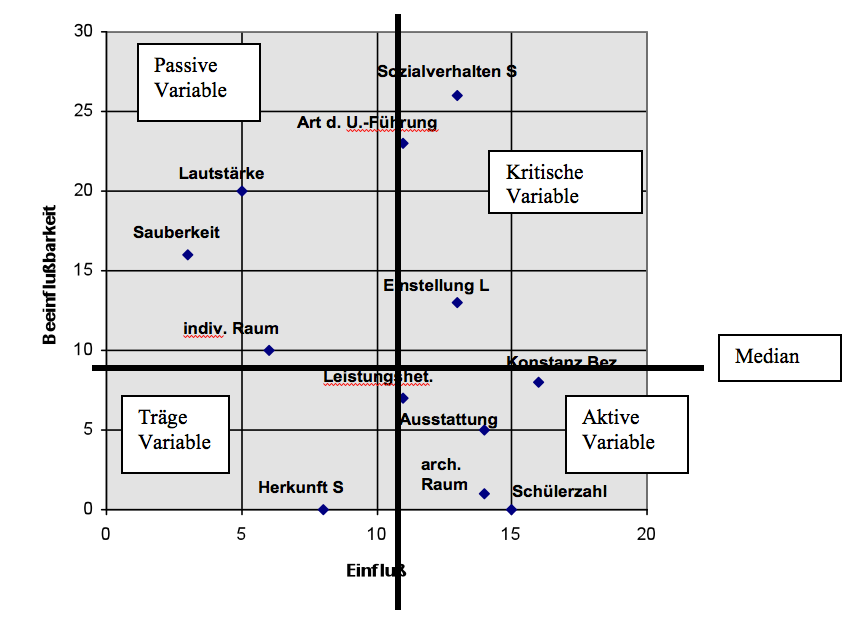 30
Passive
Variable
Sozialverhalten S
25
Art d. U.-Führung
Kritische
Variable
Lautstärke
20
Sauberkeit
15
Einstellung L
indiv. Raum
10
Median
Konstanz Bez
Leistungshet.
Träge
Variable
Aktive
Variable
Ausstattung
5
arch.
Raum
Herkunft S
Schülerzahl
0
0
5
10
15
20
Beeinflußbarkeit
Einfluß